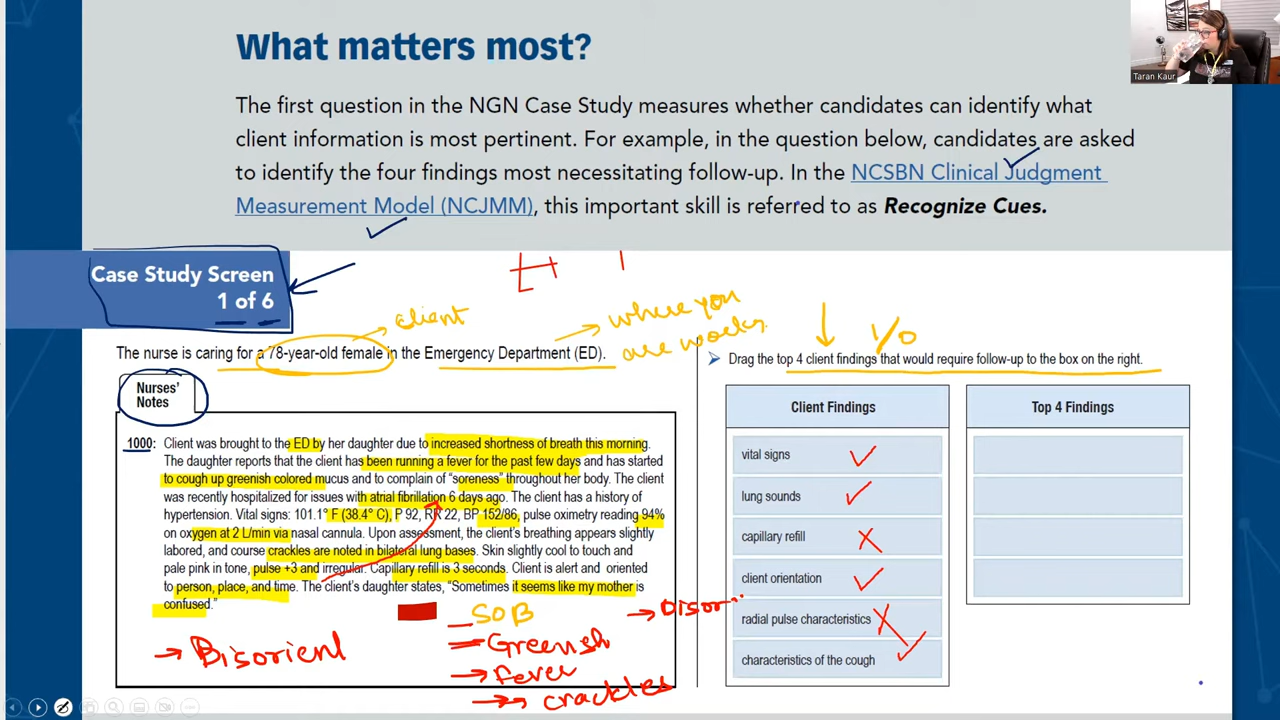 What matters most?
Taran Kaur
The first question in the NGN Case Study measures whether candidates can identify what
client information is most pertinent. For example, in the question below, candidates are asked
to identify the four findings most necessitating follow-up. In the NCSBN Clinical Judgment
Measurement Model (NCJMM), this important skill is referred to as Recognize Cues.
Case Study Screen
1 of 6
client
where you
are works
The nurse is caring for a 78-year-old female in the Emergency Department (ED).
Nurses'
Notes
1000: Client was brought to the ED by her daughter due to increased shortness of breath this morning.
The daughter reports that the client has been running a fever for the past few days and has started
to cough up greenish colored mucus and to complain of “soreness” throughout her body. The client
was recently hospitalized for issues with atrial fibrillation 6 days ago. The client has a history of
hypertension. Vital signs: 101.1° F (38.4° C), P 92, RR 22, BP 152/86, pulse oximetry reading 94%
on oxygen at 2 L/min via nasal cannula. Upon assessment, the client’s breathing appears slightly
labored, and course crackles are noted in bilateral lung bases. Skin slightly cool to touch and
pale pink in tone, pulse +3 and irregular. Capillary refill is 3 seconds. Client is alert and oriented
to person, place, and time. The client’s daughter states, “Sometimes it seems like my mother is
confused.”
SOB
Greenish
Fever
crackles
Disor
Disorient
1/0
Drag the top 4 client findings that would require follow-up to the box on the right.
Client Findings
vital signs
lung sounds
capillary refill
client orientation
radial pulse characteristics
characteristics of the cough
Top 4 Findings